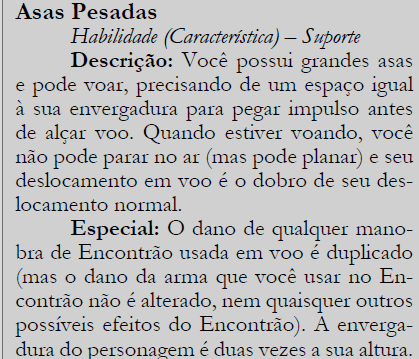 Asas Pesadas
Habilidade (Característica) – Suporte
Descrição: Você possui grandes asas
e pode voar, precisando de um espaço igual
à sua envergadura para pegar impulso antes
de alçar voo. Quando estiver voando, você
não pode parar no ar (mas pode planar) e seu
deslocamento em voo é o dobro de seu des-
locamento normal.
Especial: O dano de qualquer mano-
bra de Encontrão usada em voo é duplicado
(mas o dano da arma que você usar no En-
contrão não é alterado, nem quaisquer outros
possíveis efeitos do Encontrão). A enverga-
dura do personagem é duas vezes a sua altura.